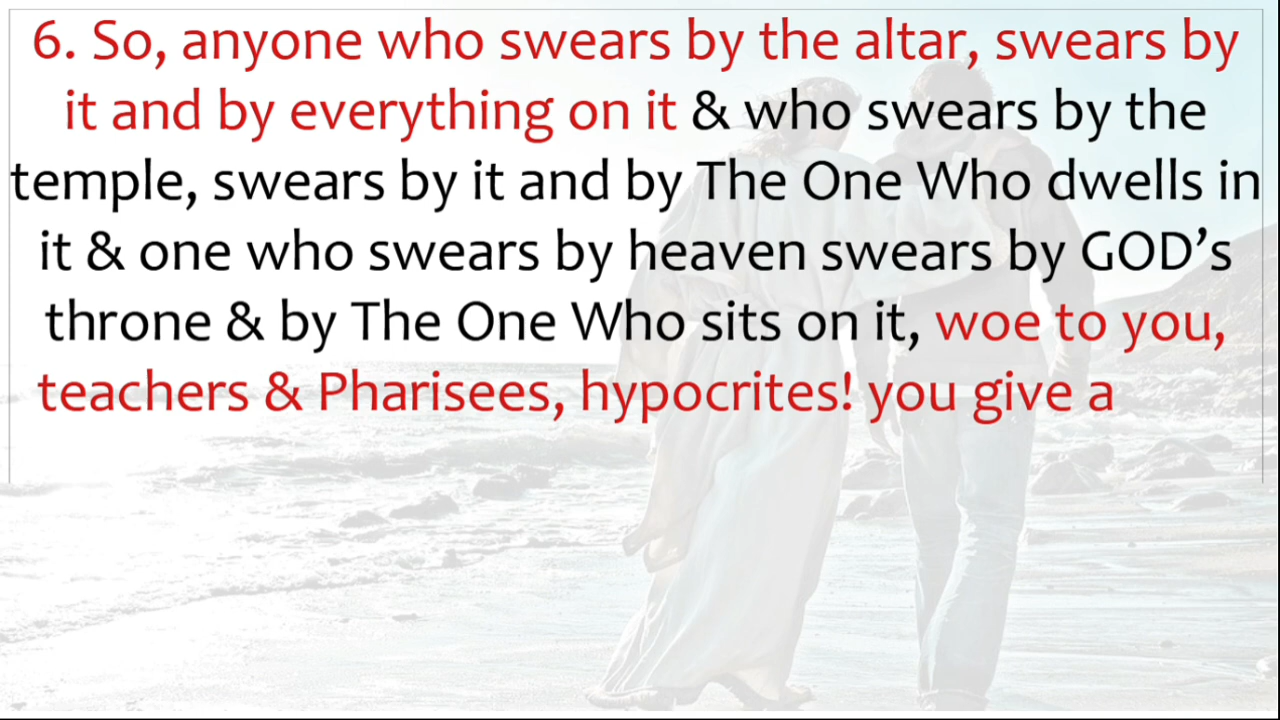 6. So, anyone who swears by the altar, swears by
it and by everything on it & who swears by the
temple, swears by it and by The One Who dwells in
it & one who swears by heaven swears by GOD’s
throne & by The One Who sits on it, woe to you,
teachers & Pharisees, hypocrites! you give a